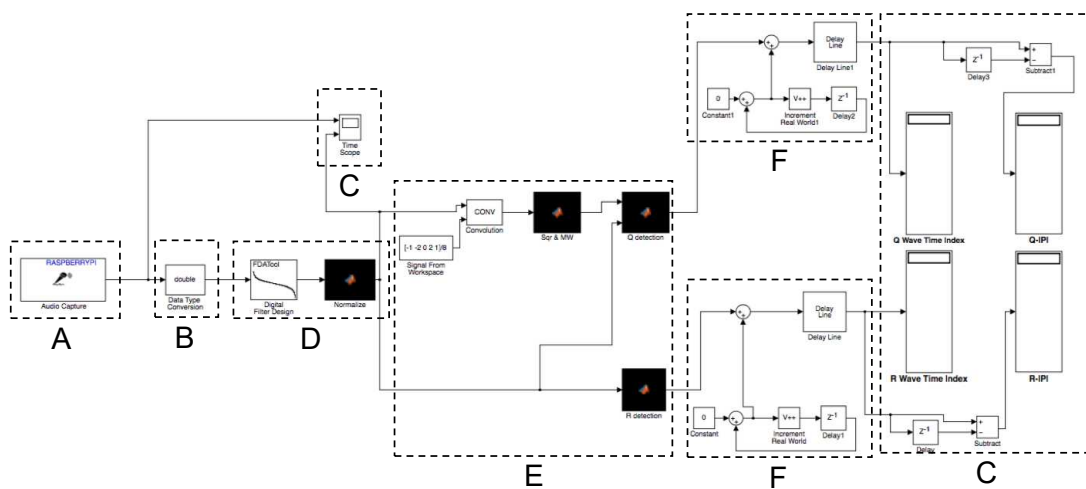 Delay
Line
Delay Line1
0
Constant1
V++
Increment
Real World1
Z-1
Delay2
F
Z-1
Delay3
Subtract1
Q Wave Time Index
Q-IPI
R Wave Time Index
R-IPI
Z-1
Delay
Subtract
C
Time
Scope
C
RASPBERRYPI
Audio Capture
A
double
Data Type
Conversion
B
FDATool
Digital
Filter Design
Normalize
D
CONV
Convolution
[-1 -2 0 2 1]/8
Signal From
Workspace
Sqr & MW
Q detection
R detection
E
Delay
Line
Delay Line
0
Constant
V++
Increment
Real World
Z-1
Delay1
F